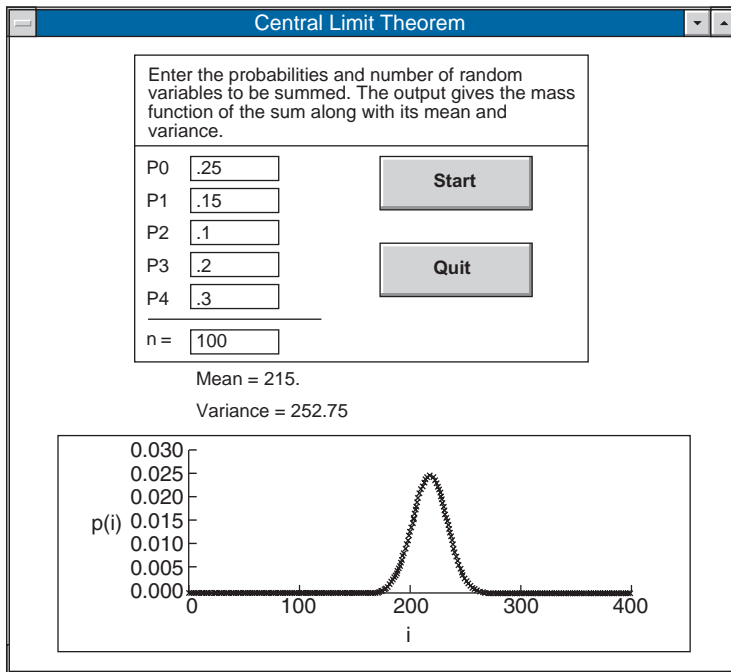 Central Limit Theorem
Enter the probabilities and number of random
variables to be summed. The output gives the mass
function of the sum along with its mean and
variance.
P0 .25
Start
P1 .15
P2 .1
P3 .2
Quit
P4 .3
n = 100
Mean = 215.
Variance = 252.75
0.030
0.025
0.020
p(i) 0.015
0.010
0.005
0.000
0 100 200 300 400
i